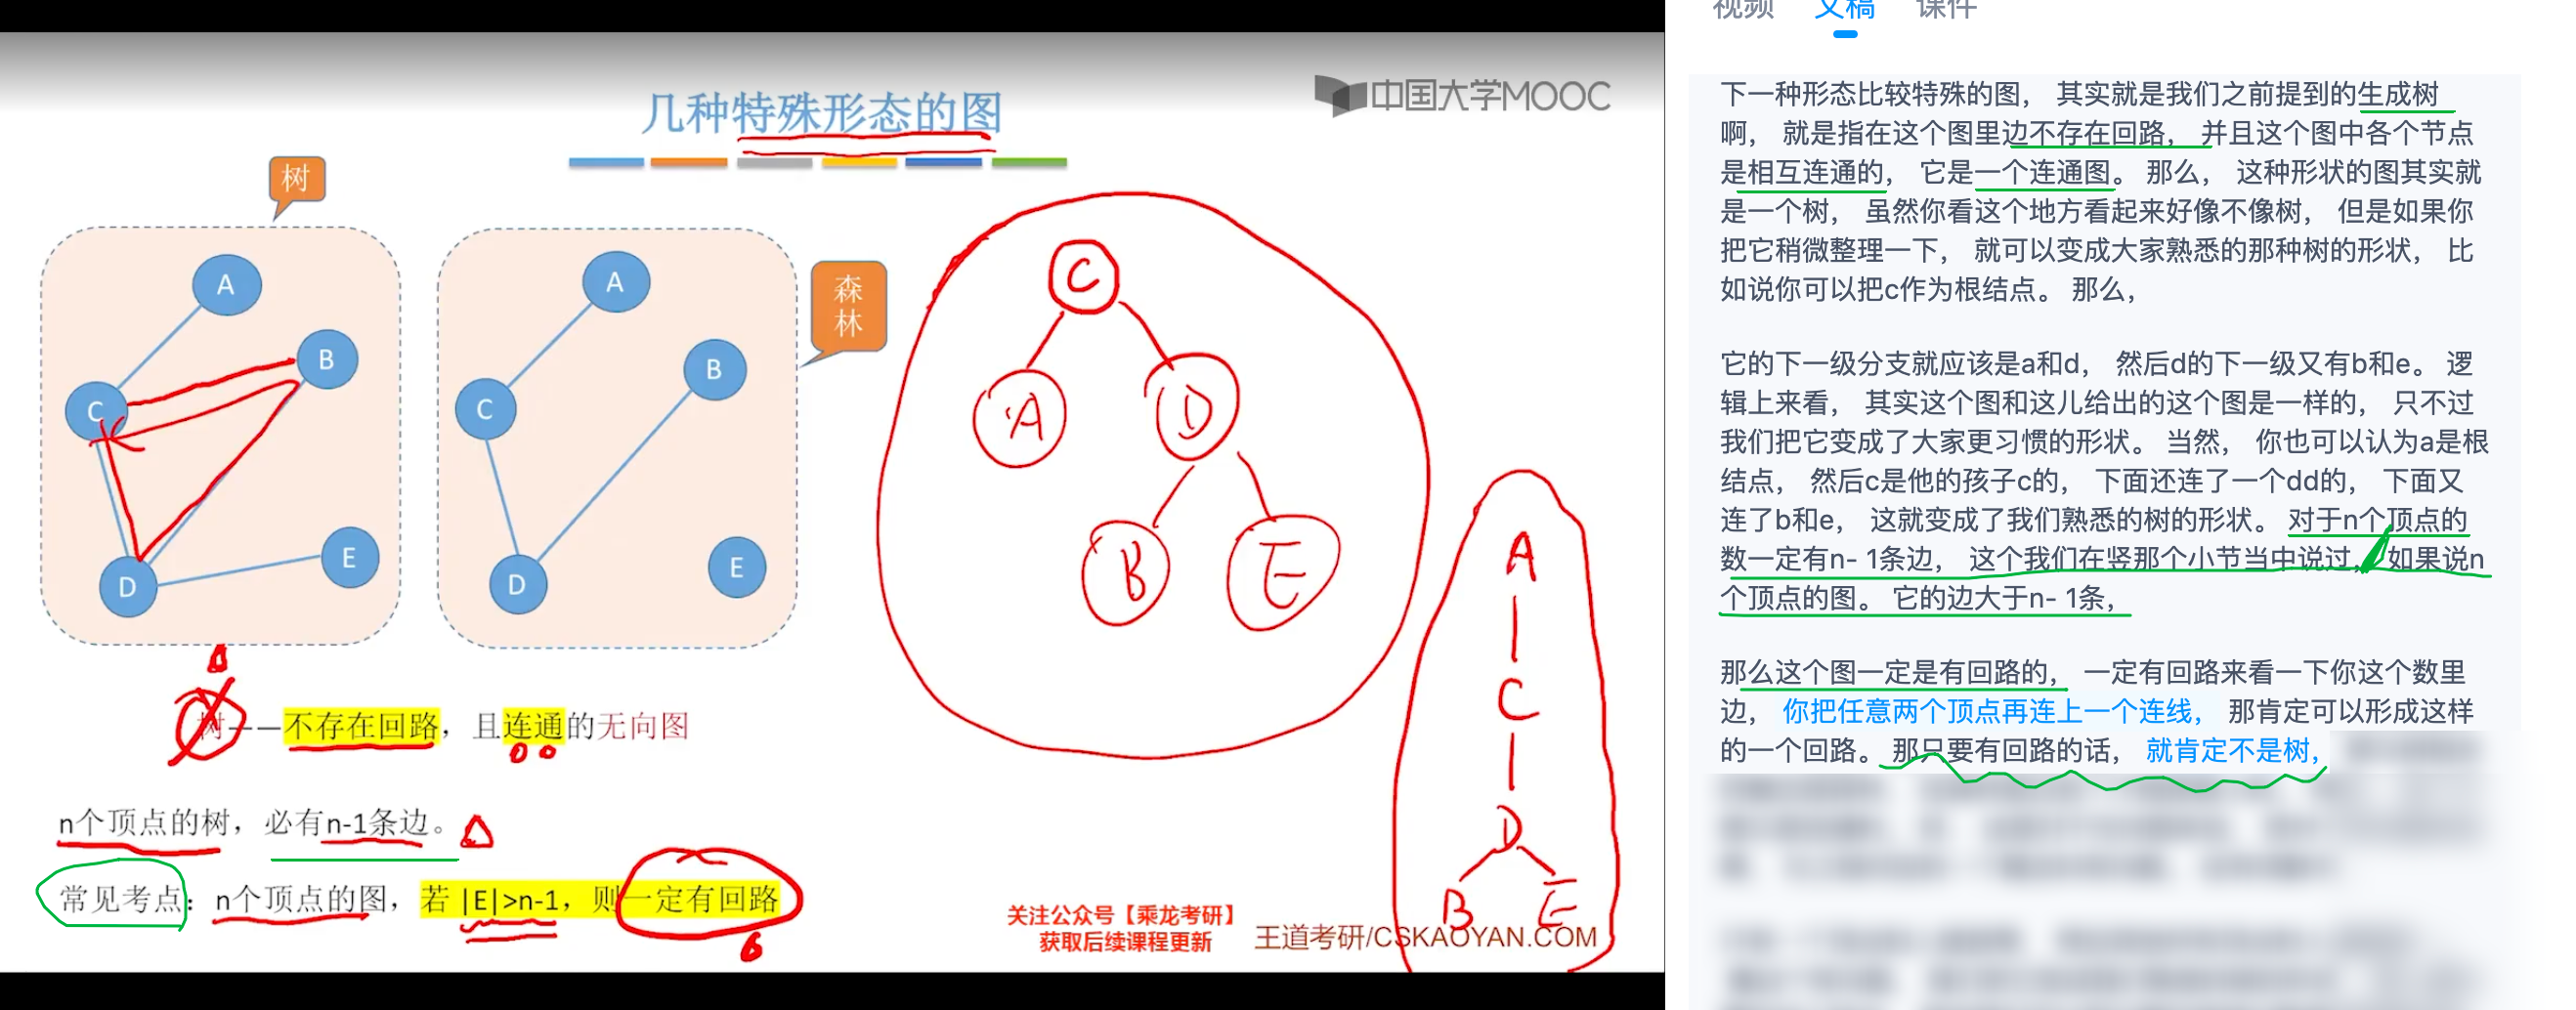 几种特殊形态的图
中国大学MOOC
树
A
B
C
D
E
森
林
A
B
C
D
E
C
A
D
B
E
A
C
D
B
E
树——不存在回路，且连通的无向图
n个顶点的树，必有n-1条边。
常见考点：n个顶点的图，若 |E|>n-1，则一定有回路
关注公众号【乘龙考研】
获取后续课程更新
王道考研/CSKAOYAN.COM
视频 文稿 课件
下一种形态比较特殊的图， 其实就是我们之前提到的生成树
啊， 就是指在这个图里边不存在回路， 并且这个图中各个节点
是相互连通的， 它是一个连通图。 那么， 这种形状的图其实就
是一个树， 虽然你看这个地方看起来好像不像树， 但是如果你
把它稍微整理一下， 就可以变成大家熟悉的那种树的形状， 比
如说你可以把c作为根结点。 那么，
它的下一级分支就应该是a和d， 然后d的下一级又有b和e。 逻
辑上来看， 其实这个图和这儿给出的这个图是一样的， 只不过
我们把它变成了大家更习惯的形状。 当然， 你也可以认为a是根
结点， 然后c是他的孩子c的， 下面还连了一个dd的， 下面又
连了b和e， 这就变成了我们熟悉的树的形状。 对于n个顶点的
数一定有n- 1条边， 这个我们在竖那个小节当中说过， 如果说n
个顶点的图。 它的边大于n- 1条，
那么这个图一定是有回路的， 一定有回路来看一下你这个数里
边， 你把任意两个顶点再连上一个连线， 那肯定可以形成这样
的一个回路。 那只要有回路的话， 就肯定不是树，